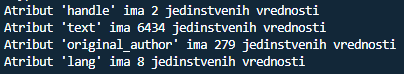 Atribut 'handle' ima 2 jedinstvenih vrednosti
Atribut 'text' ima 6434 jedinstvenih vrednosti
Atribut 'original_author' ima 279 jedinstvenih vrednosti
Atribut 'lang' ima 8 jedinstvenih vrednosti